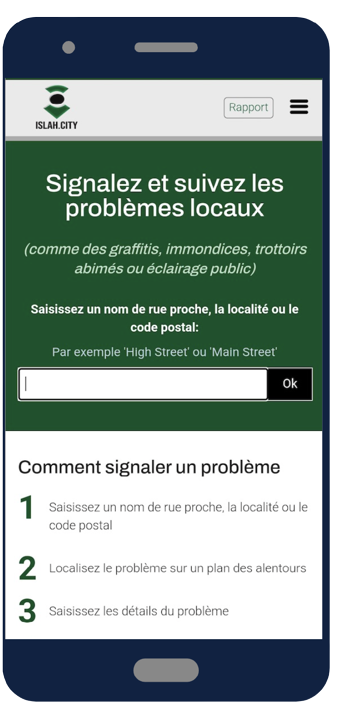 ISLAH.CITY
Rapport
Signalez et suivez les
problèmes locaux
(comme des graffitis, immondices, trottoirs
abimés ou éclairage public)
Saisissez un nom de rue proche, la localité ou le
code postal:
Par exemple 'High Street' ou 'Main Street'
Ok
Comment signaler un problème
1 Saisissez un nom de rue proche, la localité ou le
code postal
2 Localisez le problème sur un plan des alentours
3 Saisissez les détails du problème